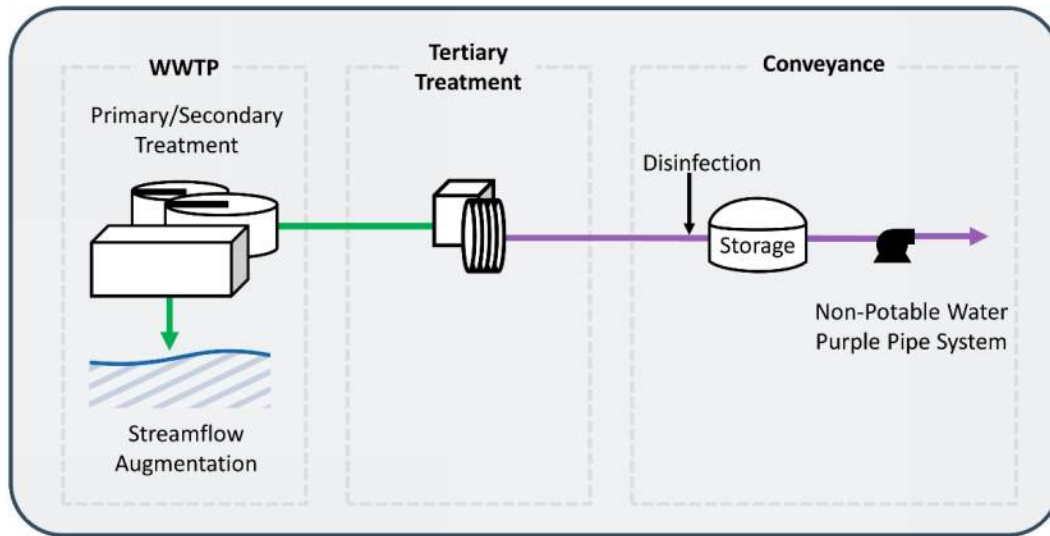 WWTP
Primary/Secondary
Treatment
Streamflow
Augmentation
Tertiary
Treatment
Conveyance
Disinfection
Storage
Non-Potable Water
Purple Pipe System